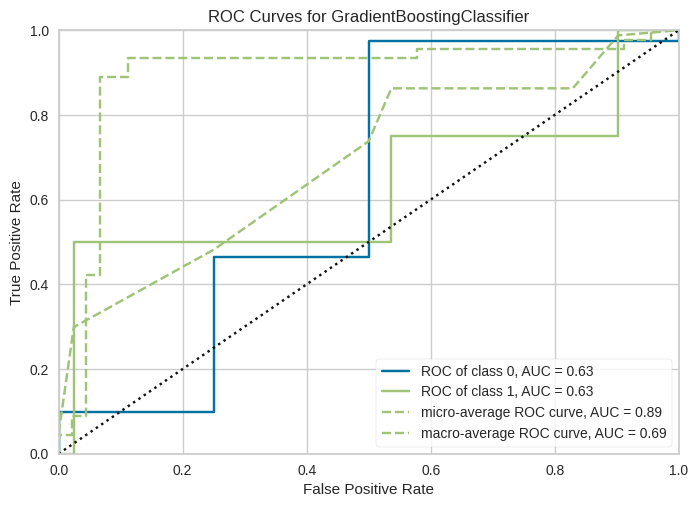 ROC Curves for GradientBoostingClassifier
True Positive Rate
1.0
0.8
0.6
0.4
0.2
0.0
ROC of class 0, AUC = 0.63
ROC of class 1, AUC = 0.63
micro-average ROC curve, AUC = 0.89
macro-average ROC curve, AUC = 0.69
0.0 0.2 0.4 0.6 0.8 1.0
False Positive Rate